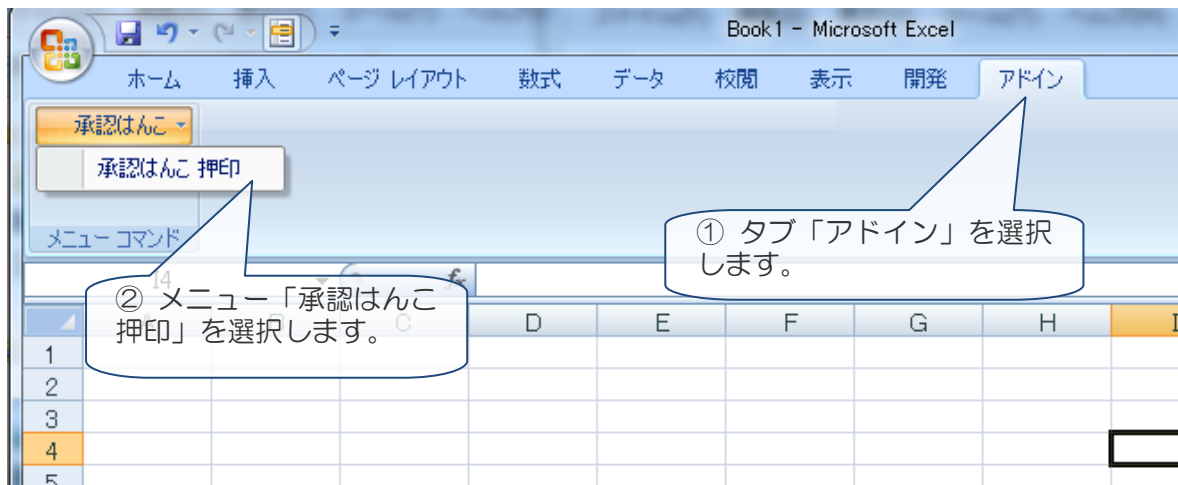 Book1 - Microsoft Excel
ホーム 挿入 ページ レイアウト 数式 データ 校閲 表示 開発 アドイン
承認はんこ
承認はんこ 押印
メニュー コマンド
① タブ「アドイン」を選択
します。
I4 fx
② メニュー「承認はんこ
押印」を選択します。
A B C D E F G H I
1
2
3
4
5